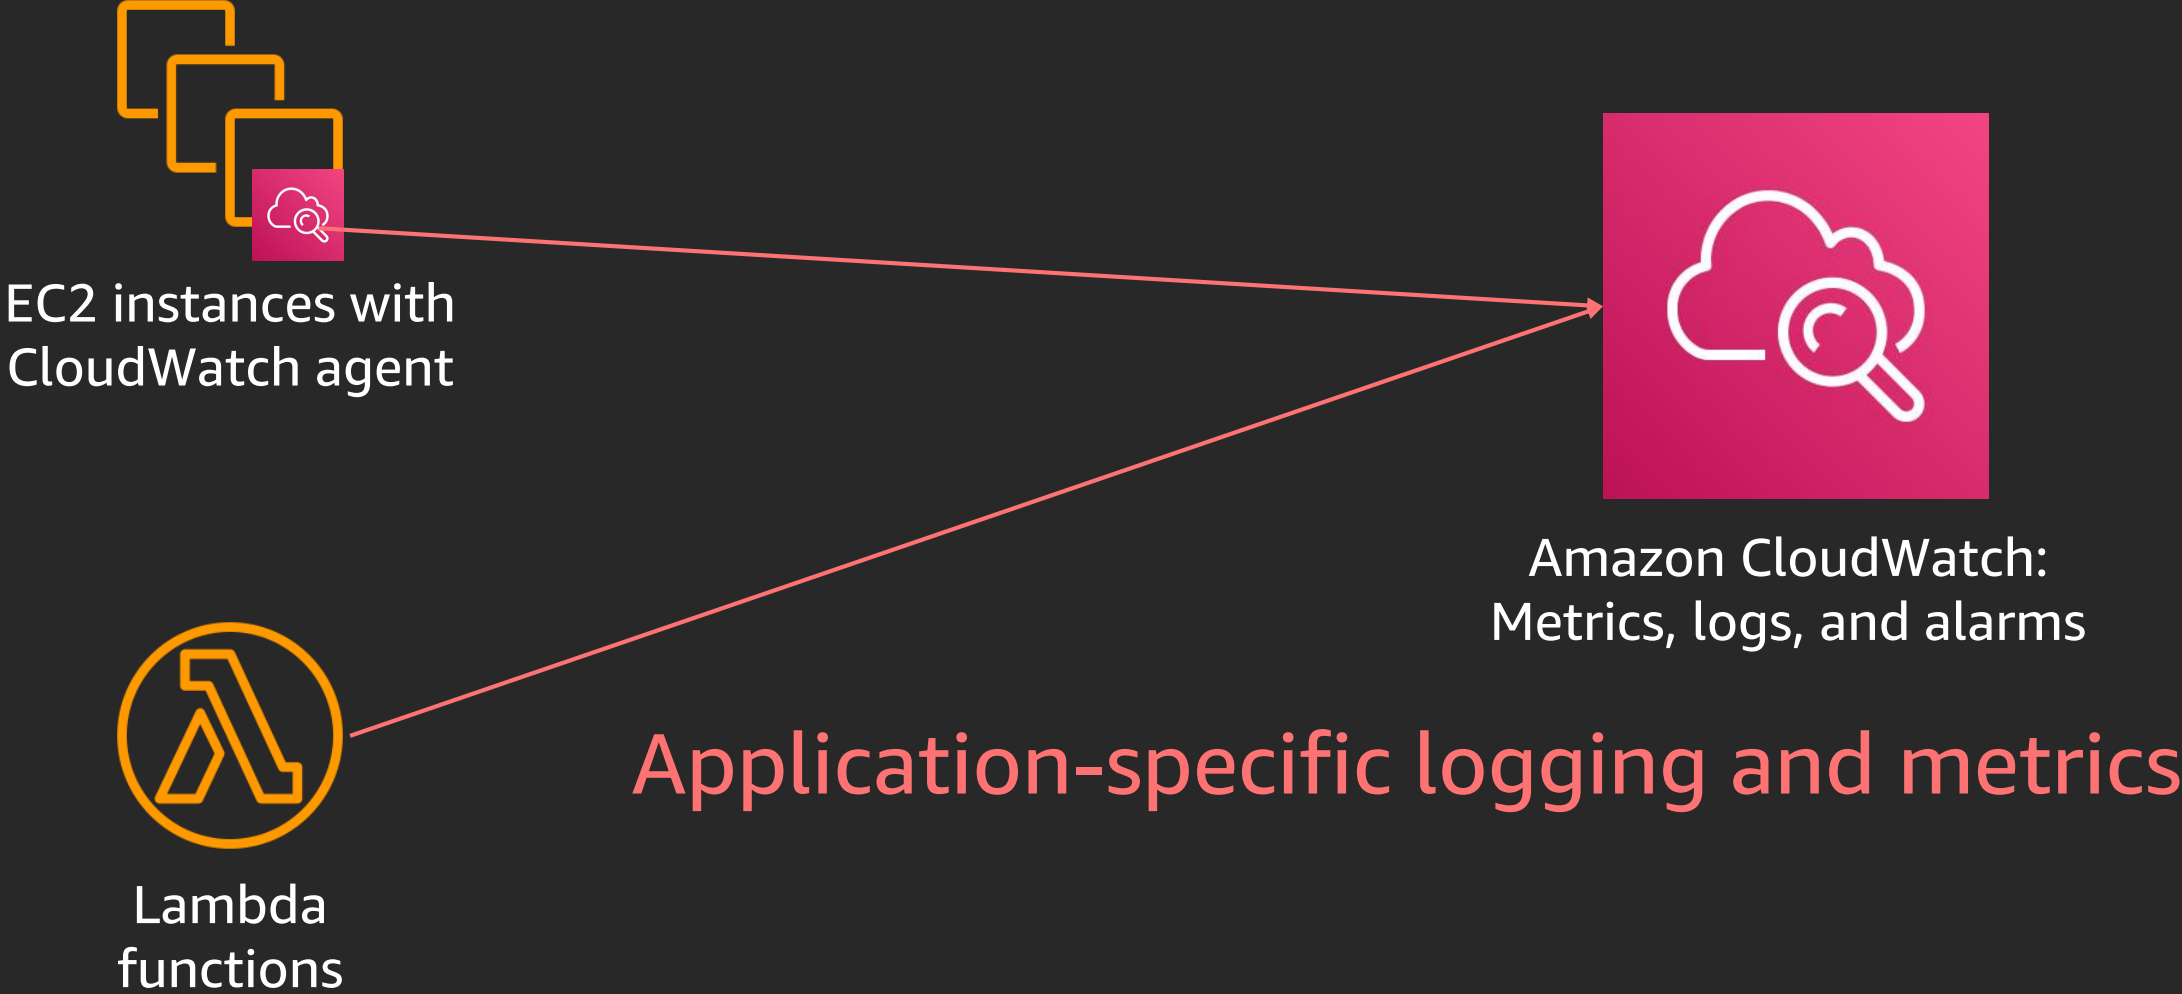 EC2 instances with
CloudWatch agent
Amazon CloudWatch:
Metrics, logs, and alarms
Application-specific logging and metrics
Lambda
functions